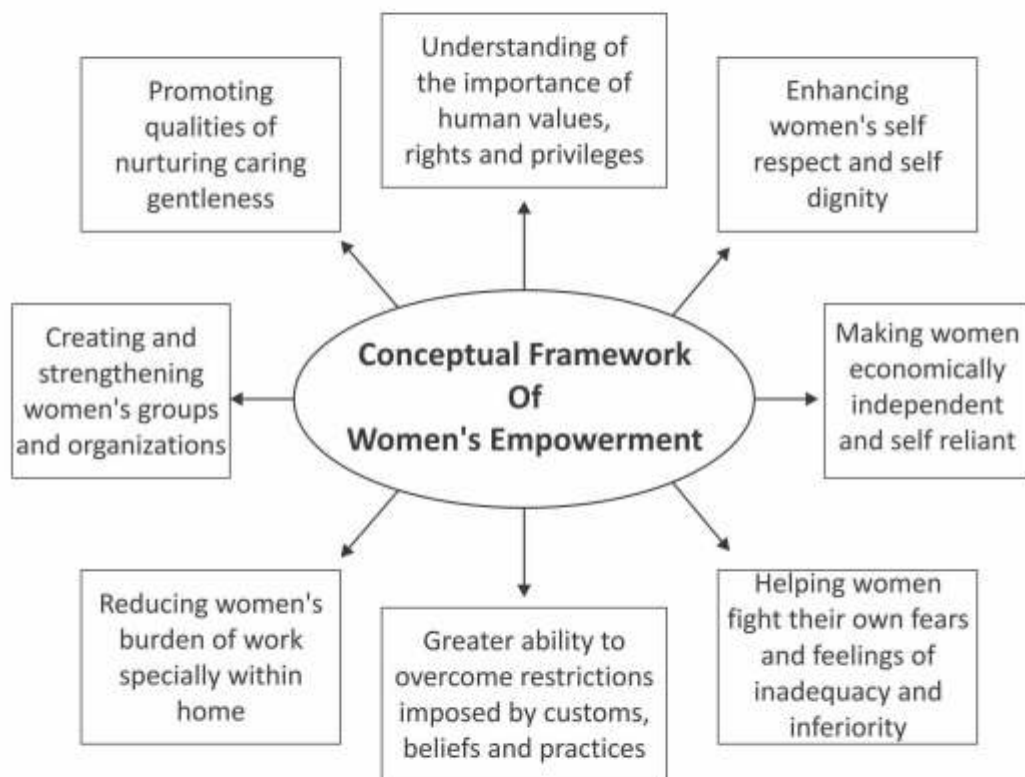 Understanding of
the importance of
human values,
rights and privileges
Promoting
qualities of
nurturing caring
gentleness
Enhancing
women's self
respect and self
dignity
Creating and
strengthening
women's groups
and organizations
Conceptual Framework
Of
Women's Empowerment
Making women
economically
independent
and self reliant
Reducing women's
burden of work
specially within
home
Greater ability to
overcome restrictions
imposed by customs,
beliefs and practices
Helping women
fight their own fears
and feelings of
inadequacy and
inferiority